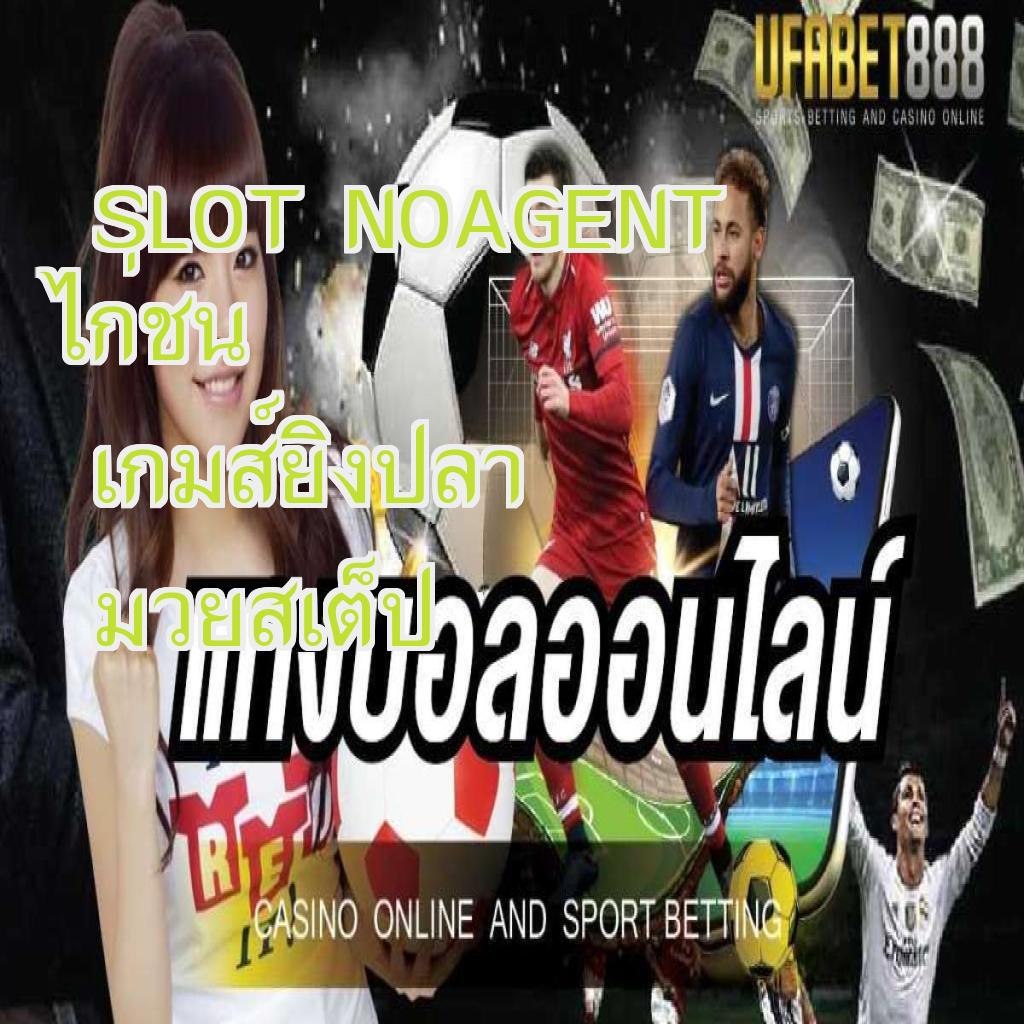 UFABET888
SPORTS BETTING AND CASINO ONLINE
SุLOT NOAGENT
ไกชน
เกมส์ยิงปลา
มวยสเต็ป
แทงบอลออนไลน์
CASINO ONLINE AND SPORT BETTING
Emirates